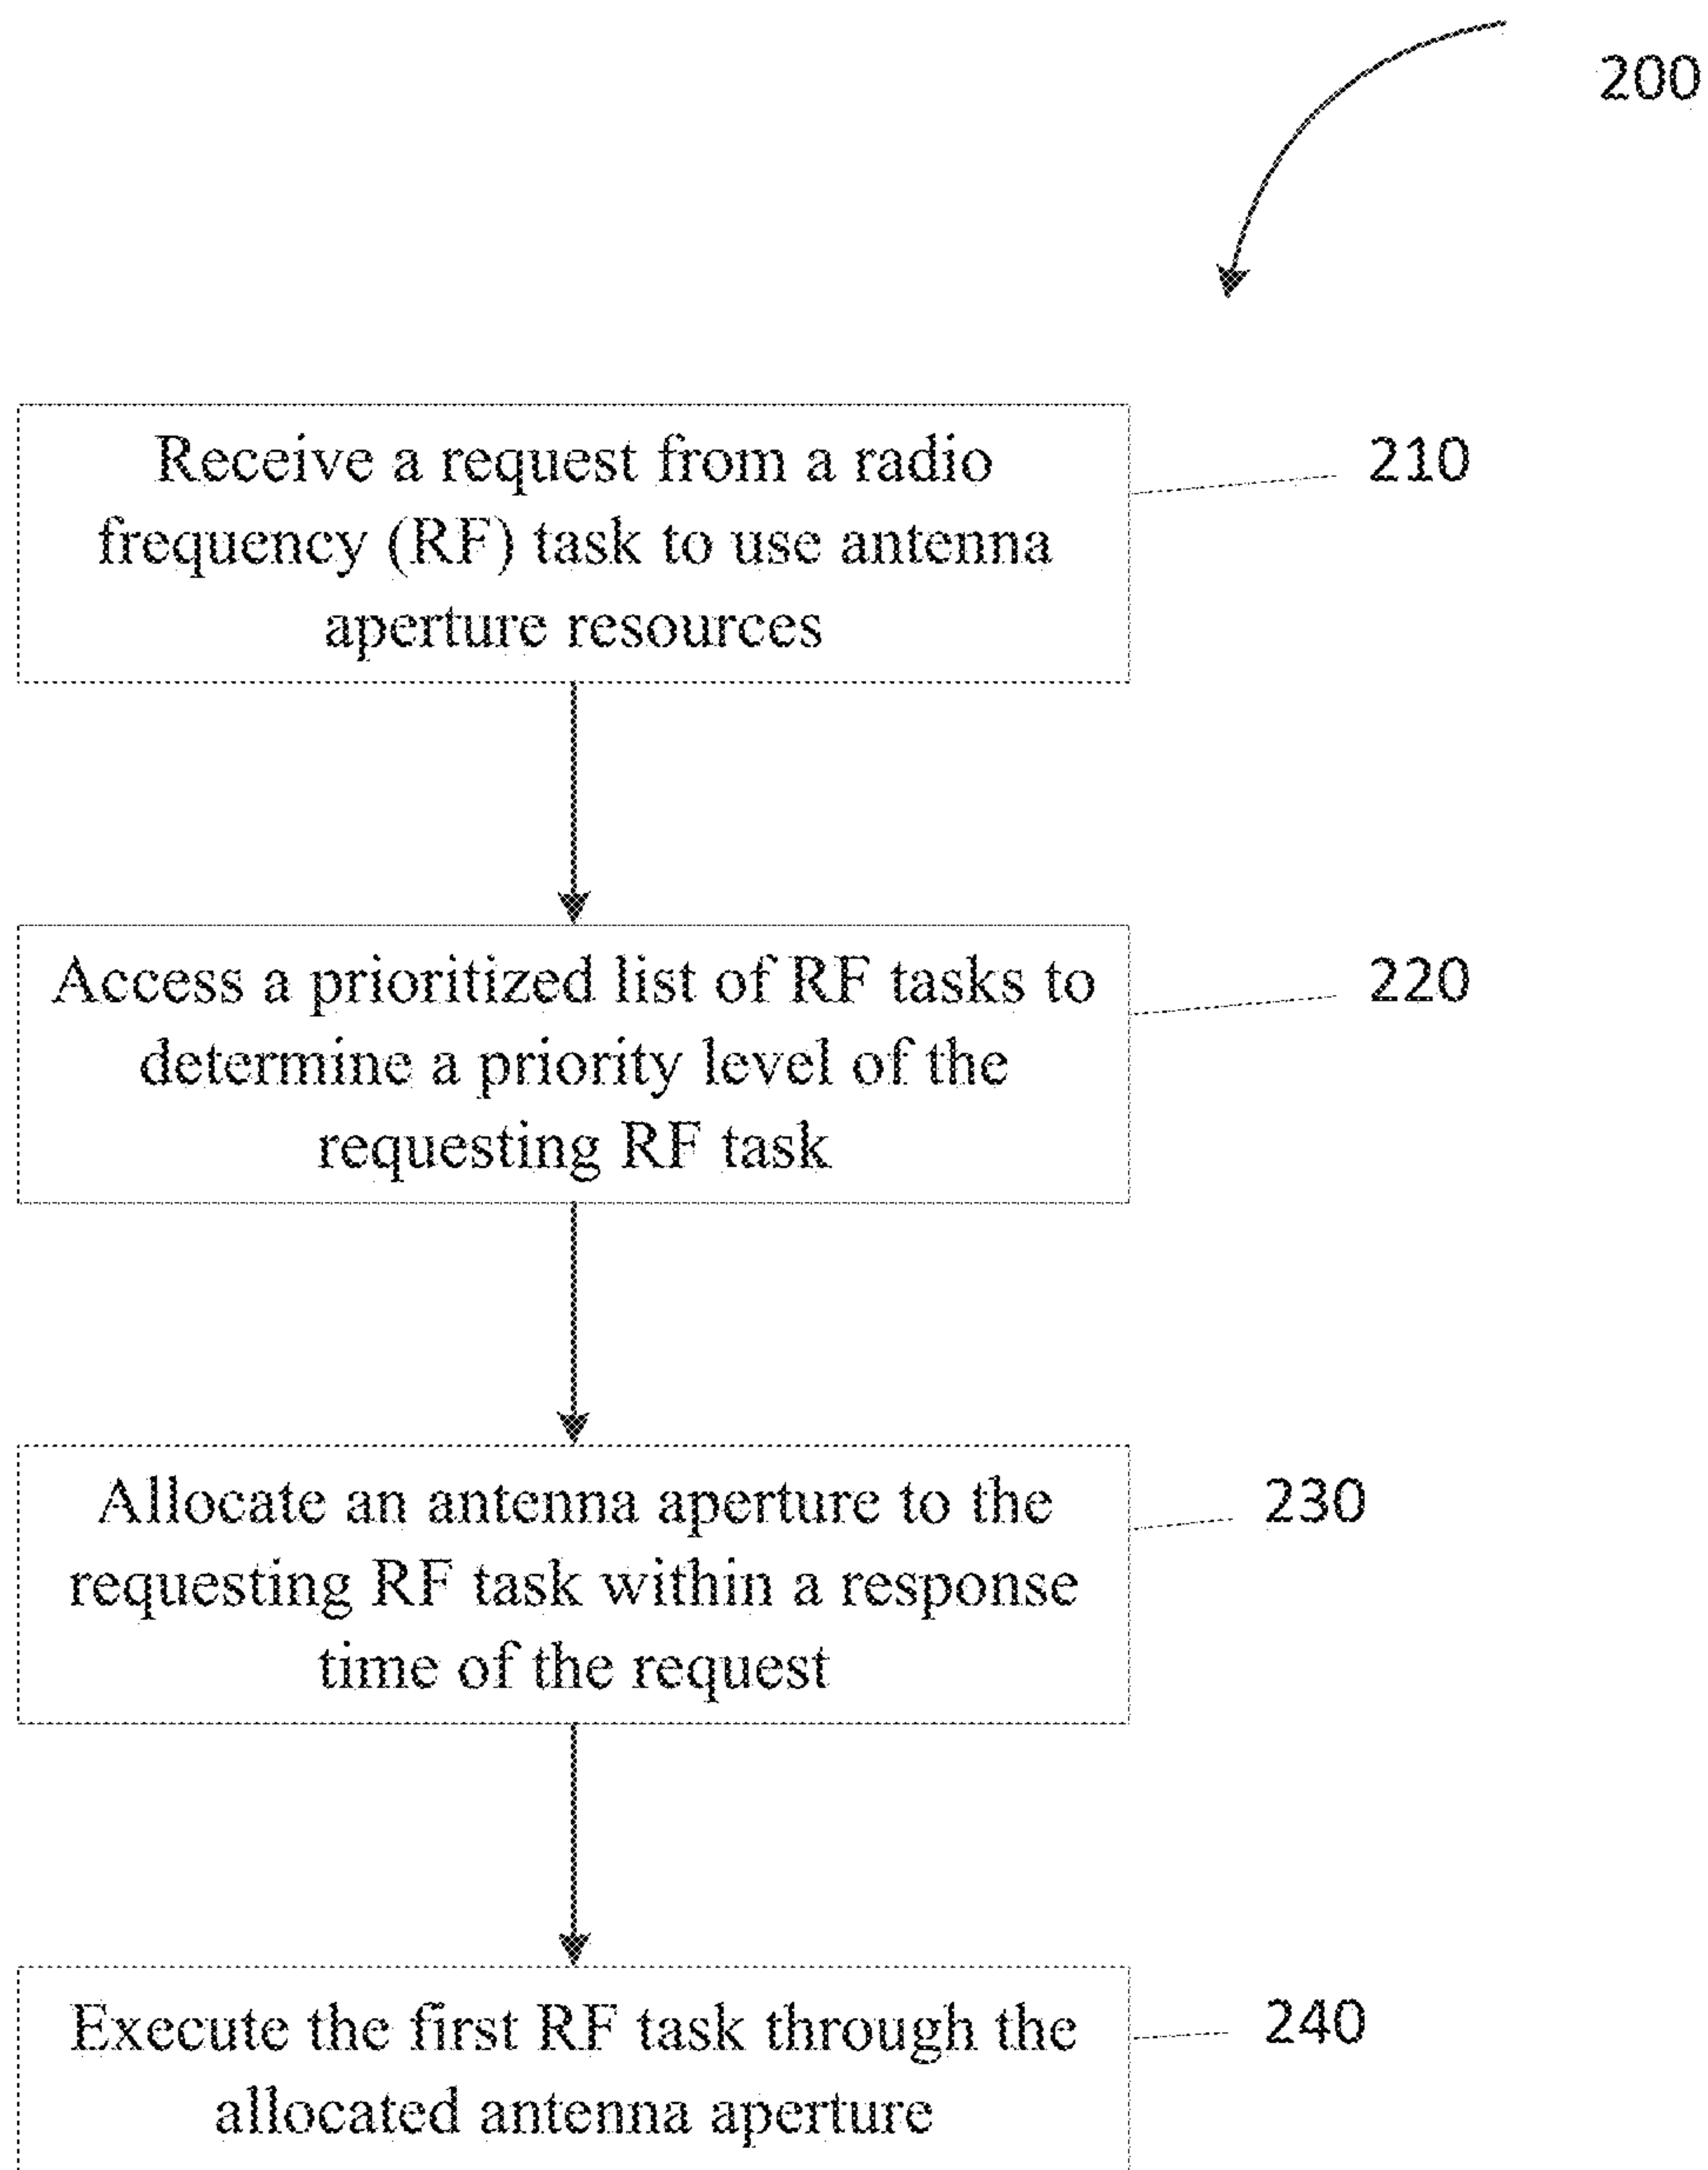 200
Receive a request from a radio
frequency (RF) task to use antenna
aperture resources
210
Access a prioritized list of RF tasks to
determine a priority level of the
requesting RF task
220
Allocate an antenna aperture to the
requesting RF task within a response
time of the request
230
Execute the first RF task through the
allocated antenna aperture
240